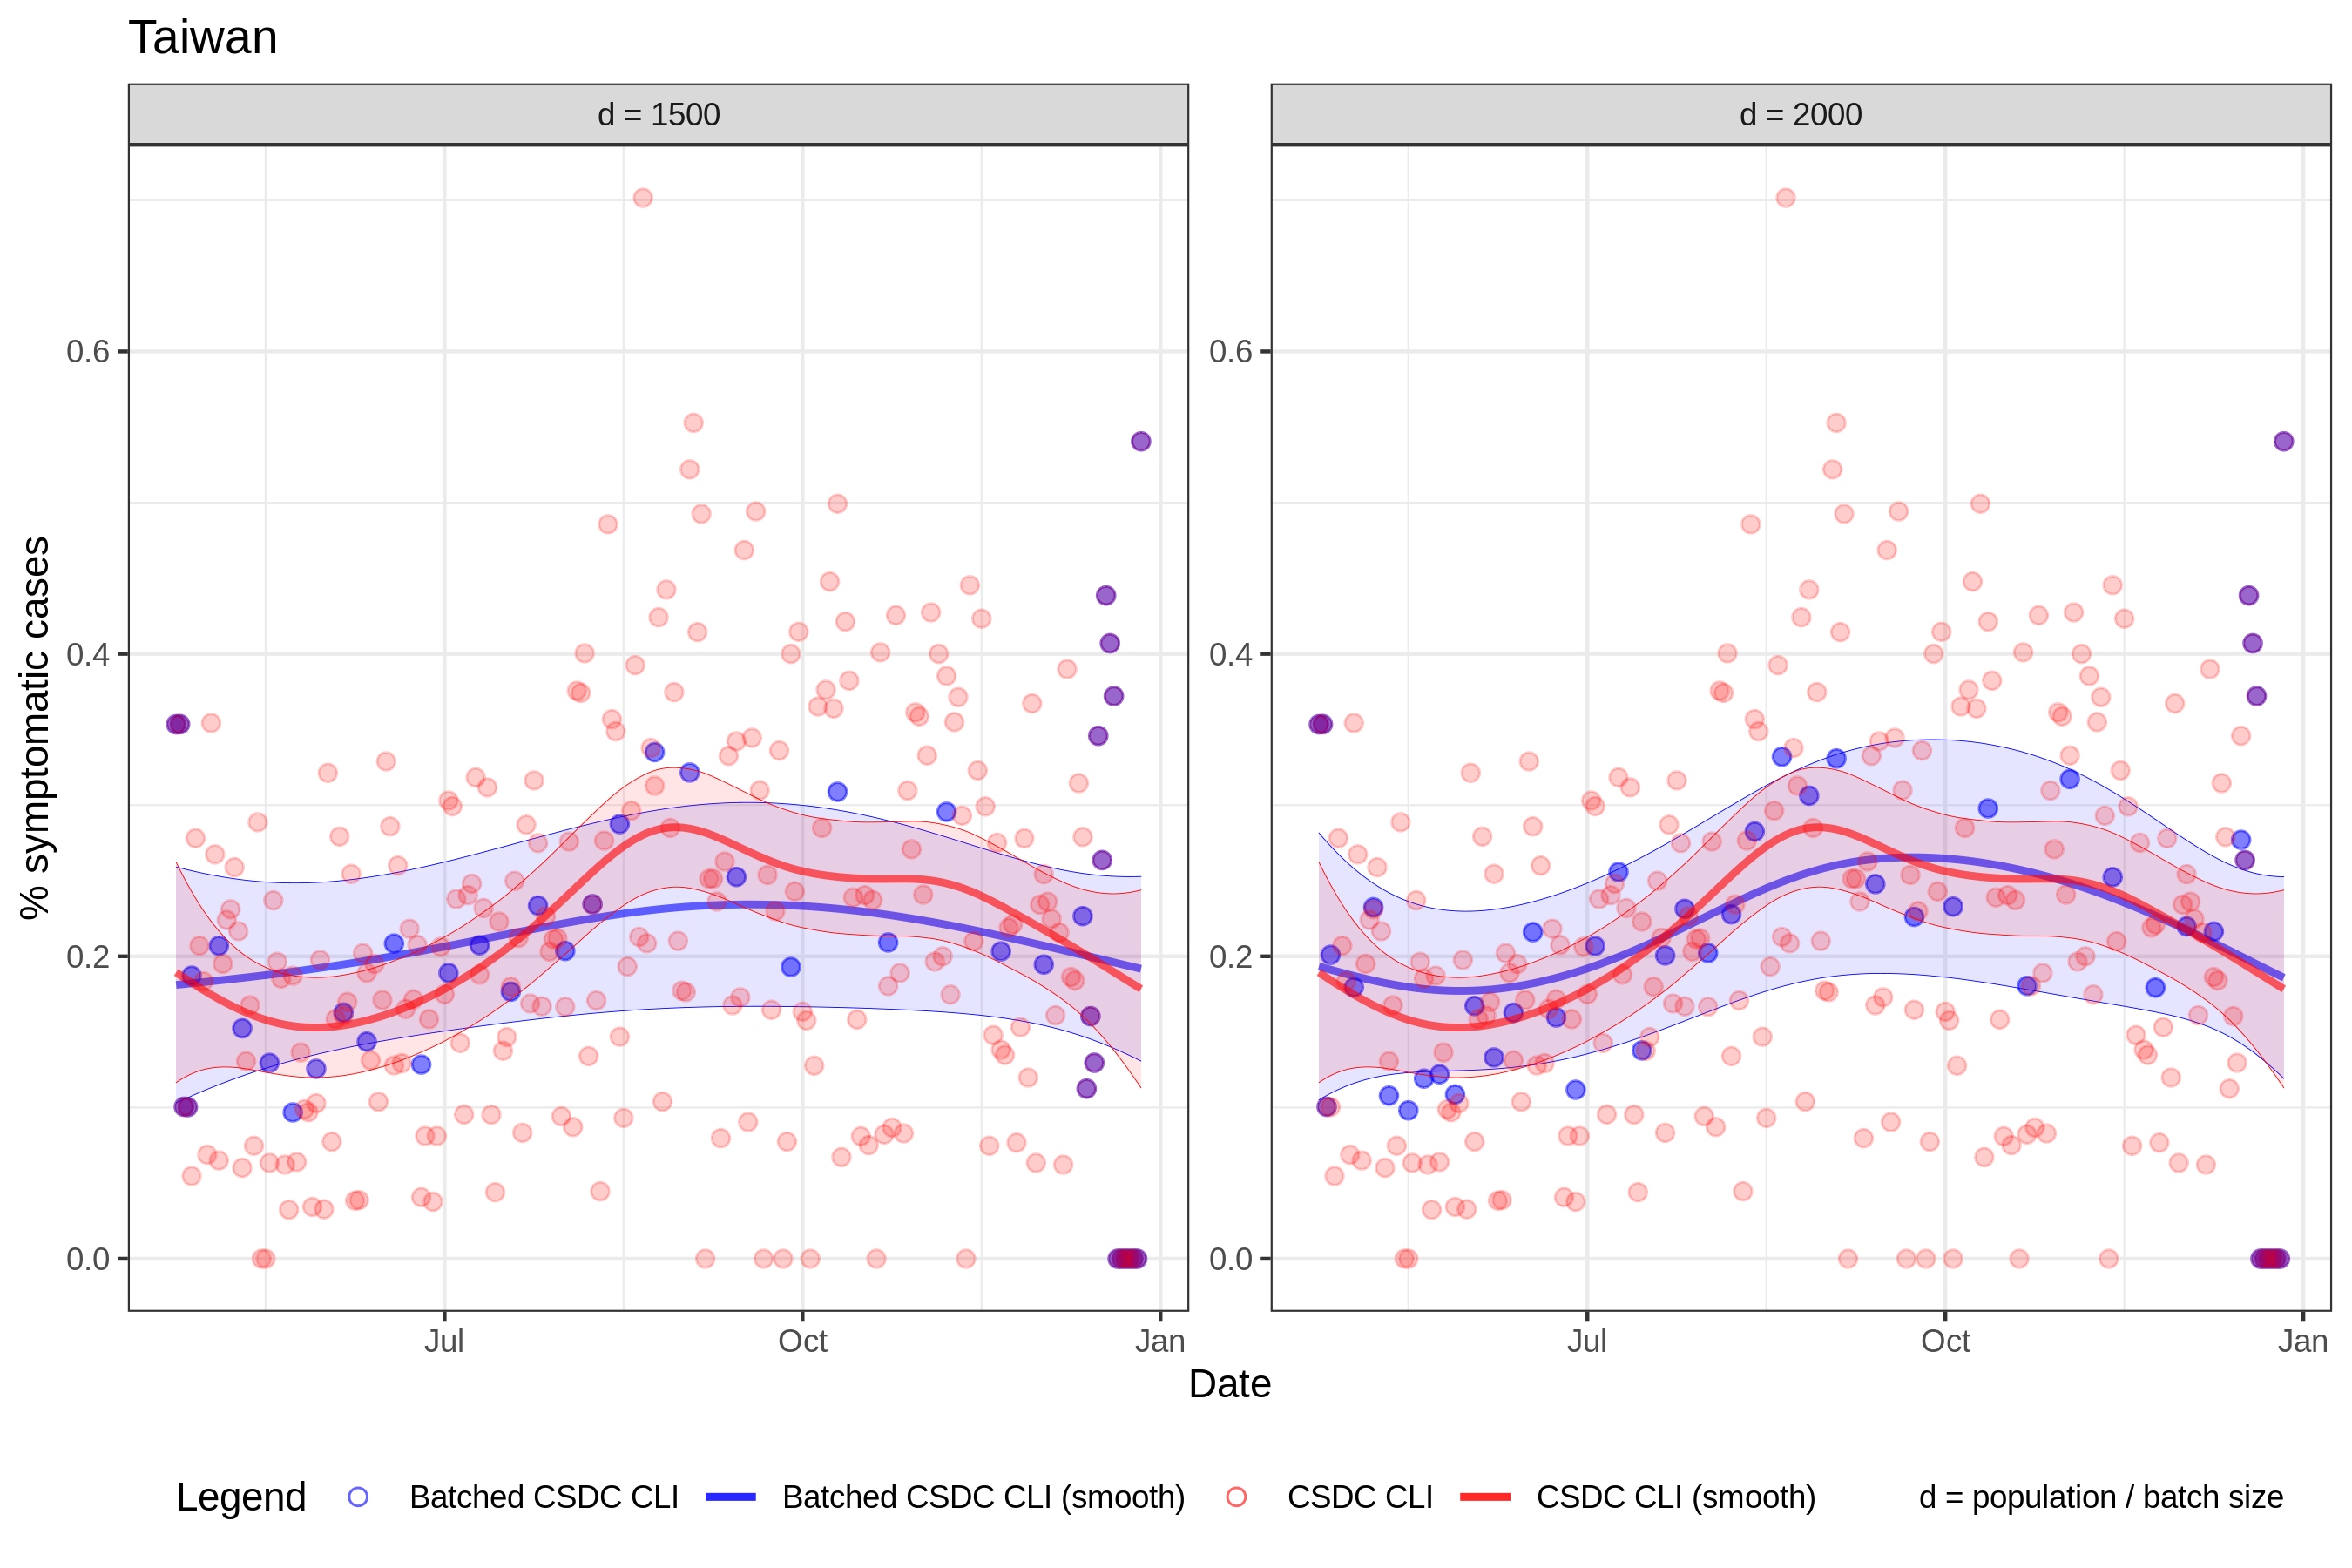 Taiwan
d = 1500
d = 2000
% symptomatic cases
0.6
0.4
0.2
0.0
0.6
0.4
0.2
0.0
Jul
Oct
Jan
Jul
Oct
Jan
Date
Legend
Batched CSDC CLI
Batched CSDC CLI (smooth)
CSDC CLI
CSDC CLI (smooth)
d = population / batch size